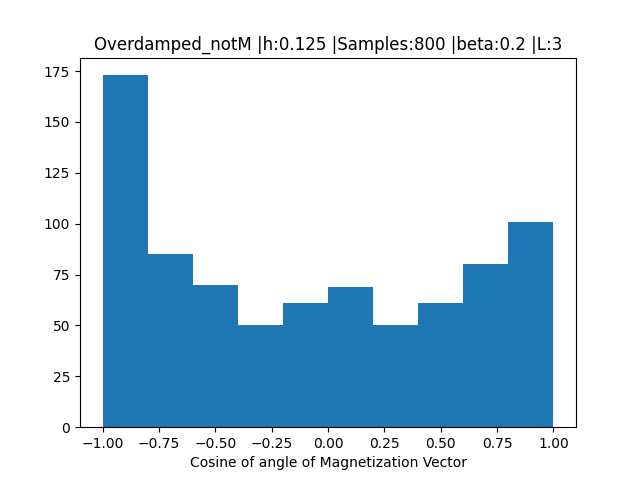 Overdamped_notM |h:0.125 |Samples:800 |beta:0.2 |L:3
175
150
125
100
75
50
25
0
−1.00 −0.75 −0.50 −0.25 0.00 0.25 0.50 0.75 1.00
Cosine of angle of Magnetization Vector